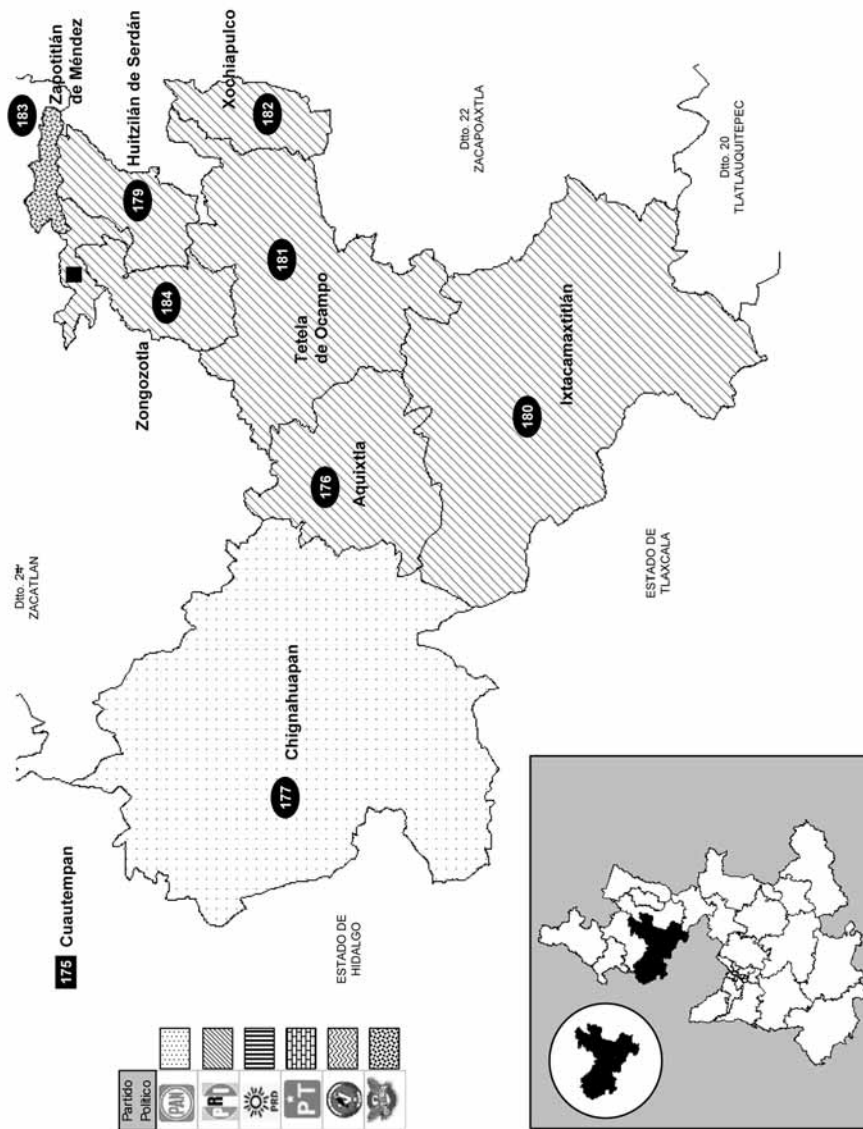 183
Zapotitlán
de Méndez
Huitzilán de Serdán
179
Xochiapulco
182
184
Zongozotla
181
Tetela
de Ocampo
Dtto. 22
ZACAPOAXTLA
Dtto. 20
TLATLAUQUITEPEC
176
Aquixtla
180
Ixtacamaxtitlán
Dtto. 24
ZACATLAN
Chignahuapan
177
ESTADO DE
TLAXCALA
175 Cuautempan
ESTADO DE
HIDALGO
Partido
Político
PAN
PRD
PT